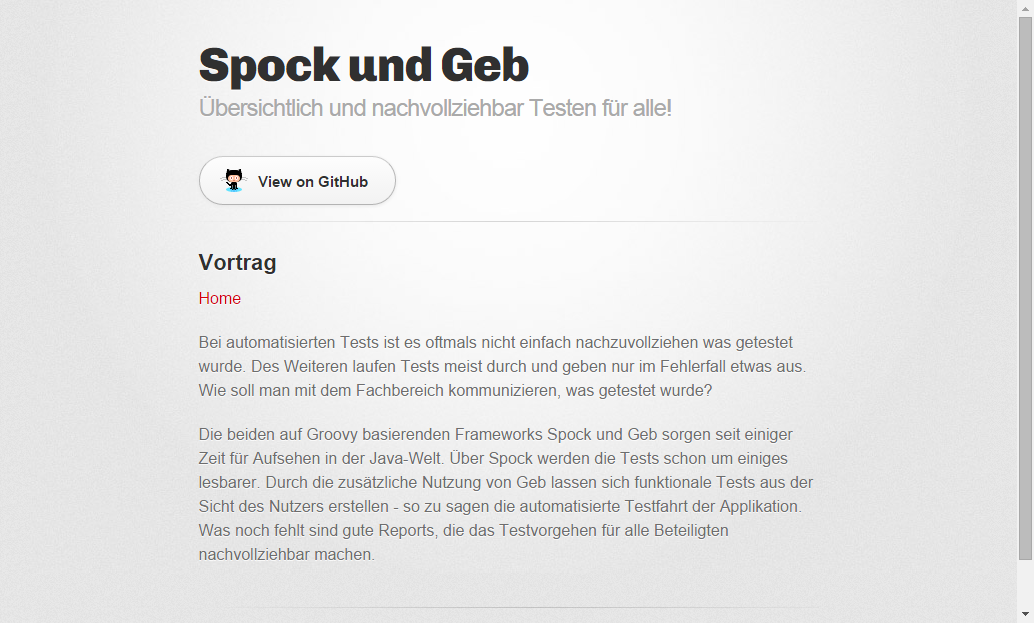 Spock und Geb
Übersichtlich und nachvollziehbar Testen für alle!
View on GitHub
Vortrag
Home
Bei automatisierten Tests ist es oftmals nicht einfach nachzuvollziehen was getestet
wurde. Des Weiteren laufen Tests meist durch und geben nur im Fehlerfall etwas aus.
Wie soll man mit dem Fachbereich kommunizieren, was getestet wurde?
Die beiden auf Groovy basierenden Frameworks Spock und Geb sorgen seit einiger
Zeit für Aufsehen in der Java-Welt. Über Spock werden die Tests schon um einiges
lesbarer. Durch die zusätzliche Nutzung von Geb lassen sich funktionale Tests aus der
Sicht des Nutzers erstellen - so zu sagen die automatisierte Testfahrt der Applikation.
Was noch fehlt sind gute Reports, die das Testvorgehen für alle Beteiligten
nachvollziehbar machen.